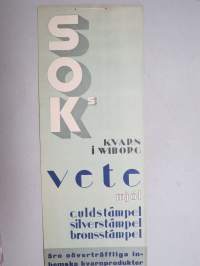 SOKs
KVARN
I WIBORG
vete
mjöl
guldstämpel
silverstämpel
bronsstämpel
äro oöverträffliga in-
hemska kvarnprodukter